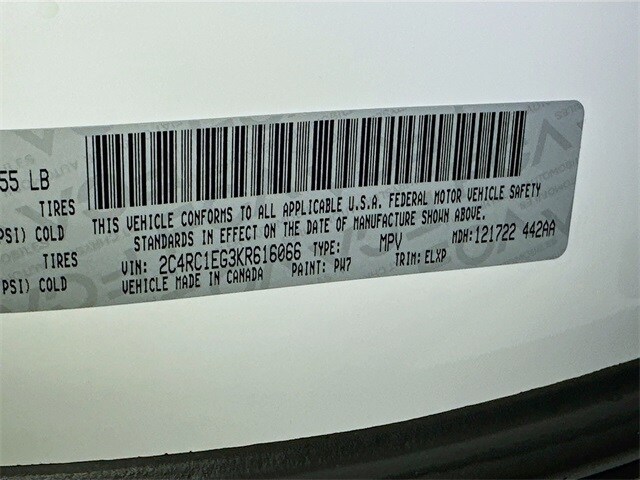 55 LB
TIRES
PSI) COLD
TIRES
PSI) COLD
THIS VEHICLE CONFORMS TO ALL APPLICABLE U.S.A. FEDERAL MOTOR VEHICLE SAFETY
STANDARDS IN EFFECT ON THE DATE OF MANUFACTURE SHOWN ABOVE.
VIN: 2C4RC1EG3KR616066 TYPE: MPV MDH:121722 442AA
VEHICLE MADE IN CANADA PAINT: PW7 TRIM: ELXP